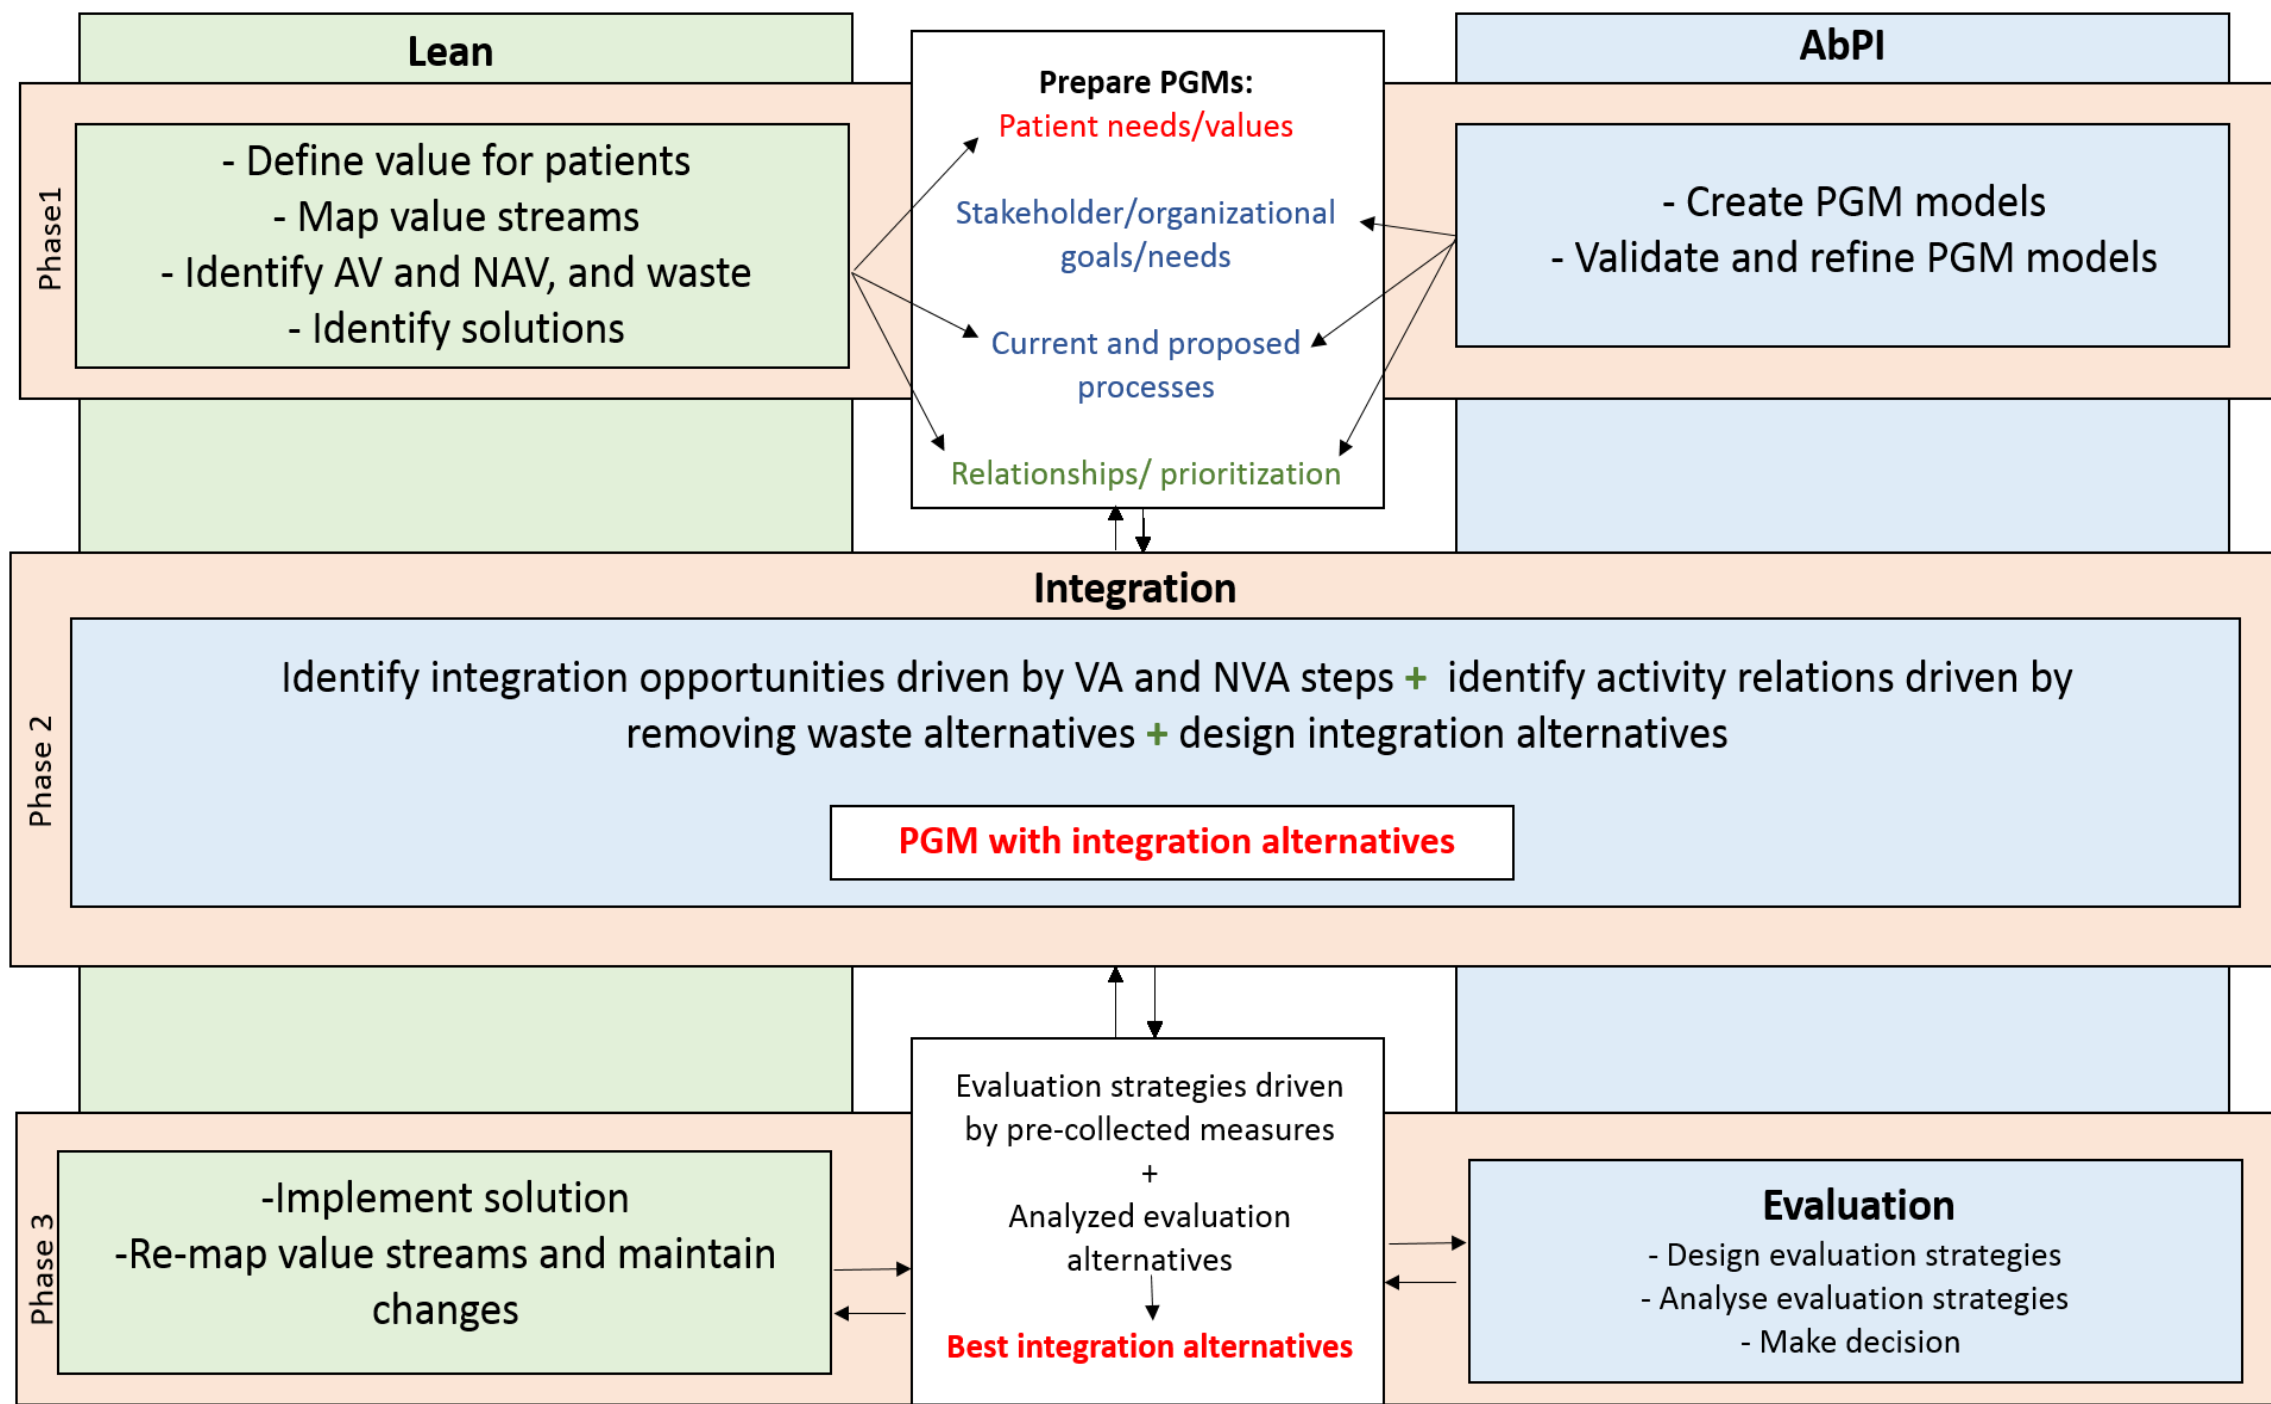 Lean
AbPI
Phase1
- Define value for patients
- Map value streams
- Identify AV and NAV, and waste
- Identify solutions
Prepare PGMs:
Patient needs/values
Stakeholder/organizational
goals/needs
Current and proposed
processes
Relationships/ prioritization
- Create PGM models
- Validate and refine PGM models
Phase 2
Integration
Identify integration opportunities driven by VA and NVA steps + identify activity relations driven by
removing waste alternatives + design integration alternatives
PGM with integration alternatives
Phase 3
-Implement solution
-Re-map value streams and maintain
changes
Evaluation strategies driven
by pre-collected measures
+
Analyzed evaluation
alternatives
Best integration alternatives
Evaluation
- Design evaluation strategies
- Analyse evaluation strategies
- Make decision